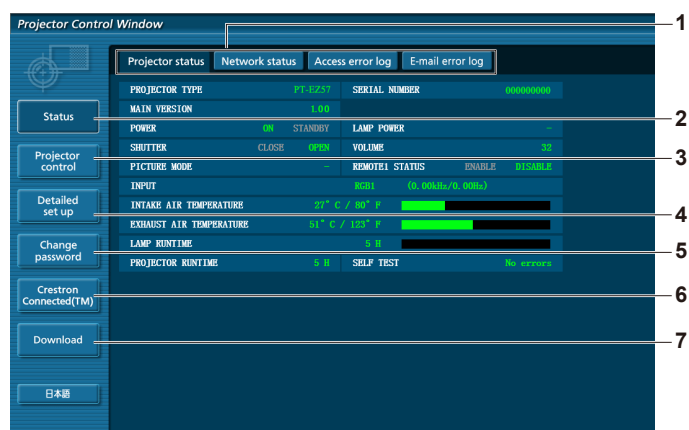 Projector Control Window
1
Projector status Network status Access error log E-mail error log
PROJECTOR TYPE PT-EZ57 SERIAL NUMBER 000000000
MAIN VERSION 1.00
POWER ON STANDBY LAMP POWER -
SHUTTER CLOSE OPEN VOLUME 32
PICTURE MODE - REMOTE1 STATUS ENABLE DISABLE
INPUT RGB1 (0.00kHz/0.00Hz)
INTAKE AIR TEMPERATURE 27° C / 80° F
EXHAUST AIR TEMPERATURE 51° C / 123° F
LAMP RUNTIME 5 H
PROJECTOR RUNTIME 5 H SELF TEST No errors
Status
2
Projector
control
3
Detailed
set up
4
Change
password
5
Crestron
Connected(TM)
6
Download
7
日本語